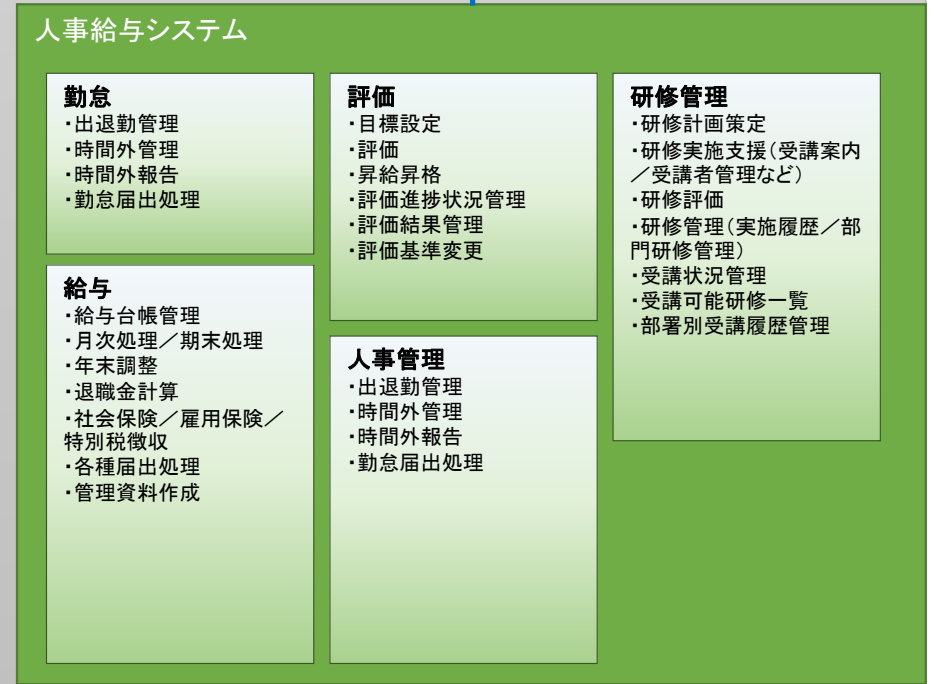 人事給与システム
勤怠
・出退勤管理
・時間外管理
・時間外報告
・勤怠届出処理
給与
・給与台帳管理
・月次処理／期末処理
・年末調整
・退職金計算
・社会保険／雇用保険／
特別税徴収
・各種届出処理
・管理資料作成
評価
・目標設定
・評価
・昇給昇格
・評価進捗状況管理
・評価結果管理
・評価基準変更
人事管理
・出退勤管理
・時間外管理
・時間外報告
・勤怠届出処理
研修管理
・研修計画策定
・研修実施支援（受講案内
／受講者管理など）
・研修評価
・研修管理（実施履歴／部
門研修管理）
・受講状況管理
・受講可能研修一覧
・部署別受講履歴管理